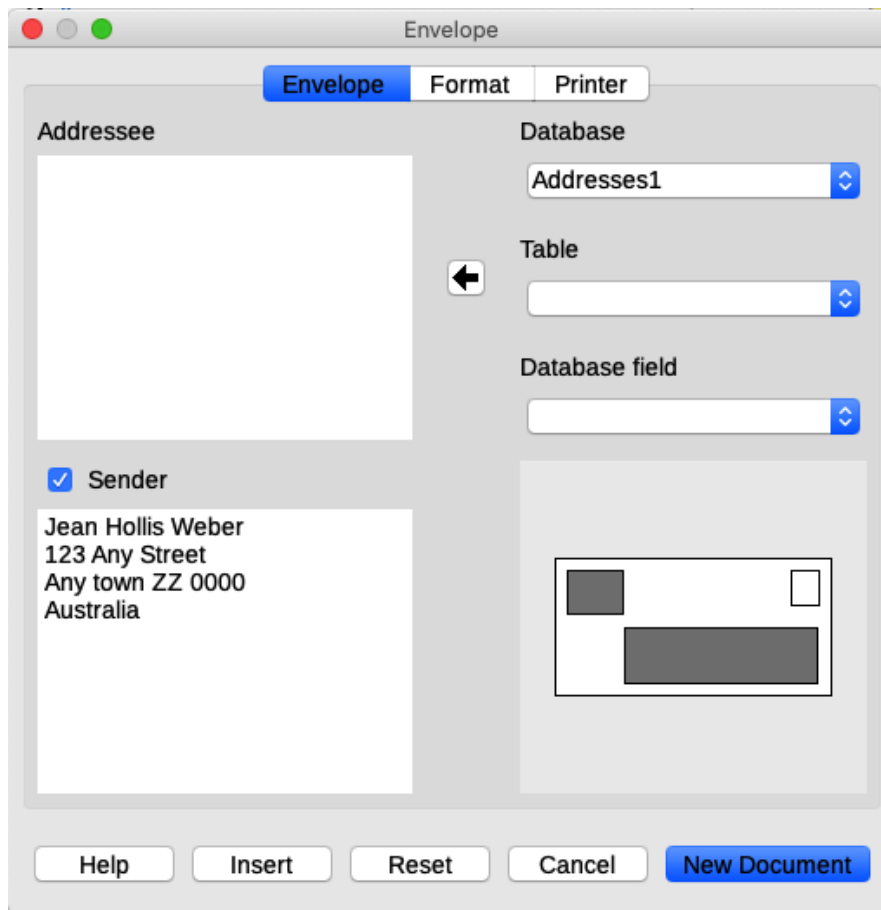 Envelope
Envelope Format Printer
Addressee
Database
Addresses1
Table
Database field
Sender
Jean Hollis Weber
123 Any Street
Any town ZZ 0000
Australia
Help Insert Reset Cancel New Document